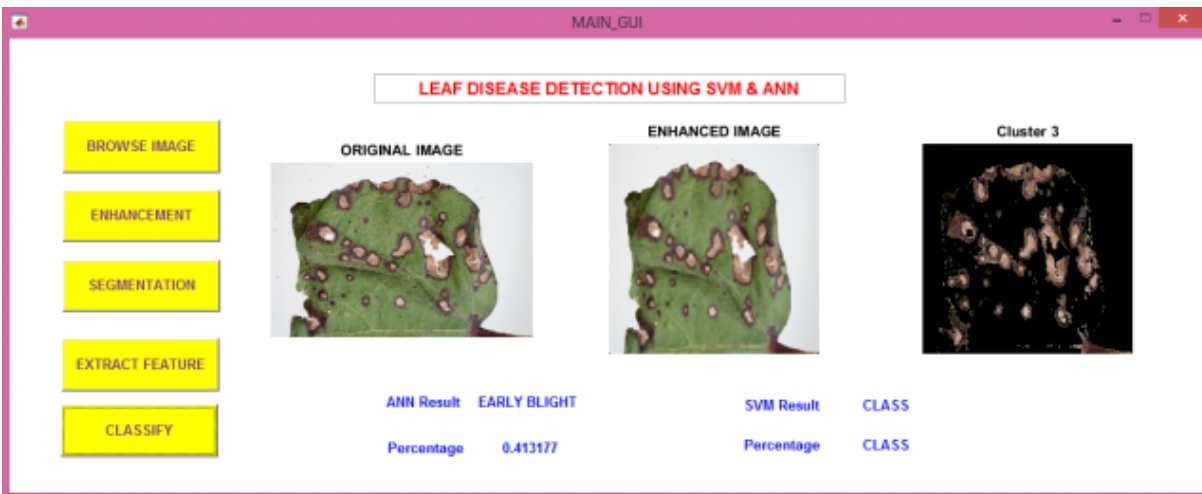 MAIN_GUI
LEAF DISEASE DETECTION USING SVM & ANN
BROWSE IMAGE
ENHANCEMENT
SEGMENTATION
EXTRACT FEATURE
CLASSIFY
ORIGINAL IMAGE
ENHANCED IMAGE
Cluster 3
ANN Result EARLY BLIGHT
Percentage 0.413177
SVM Result CLASS
Percentage CLASS